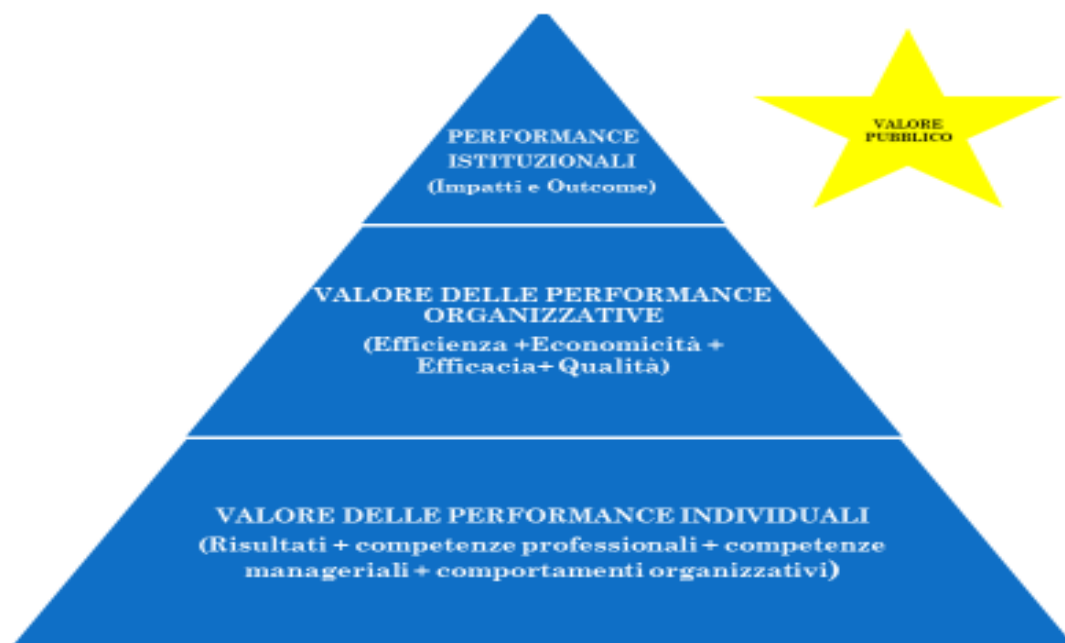 PERFORMANCE
ISTITUZIONALI
(Impatti e Outcome)
VALORE
PUBBLICO
VALORE DELLE PERFORMANCE
ORGANIZZATIVE
(Efficienza +Economicità +
Efficacia+ Qualità)
VALORE DELLE PERFORMANCE INDIVIDUALI
(Risultati + competenze professionali + competenze
manageriali + comportamenti organizzativi)